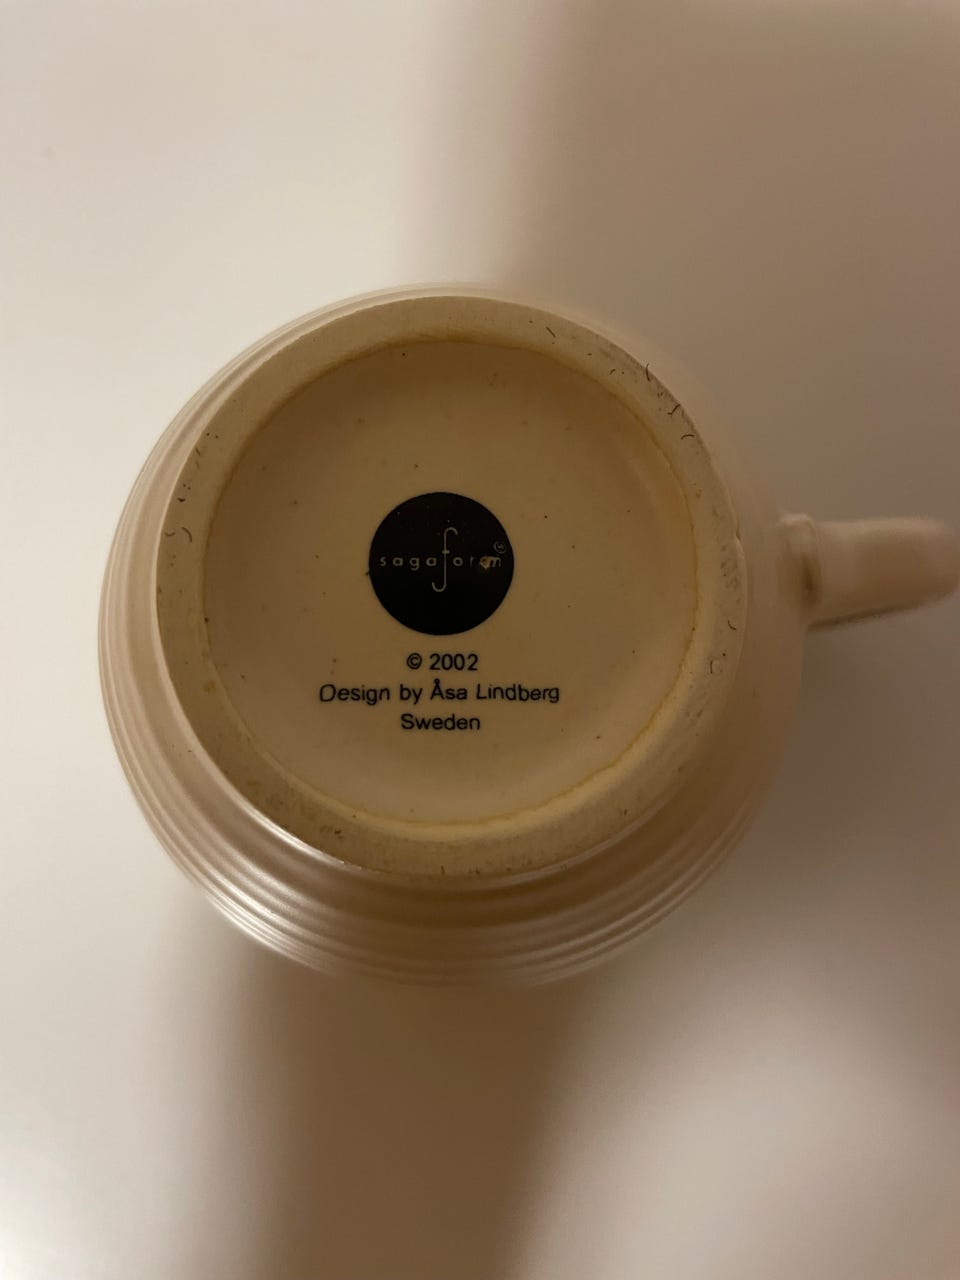 sagaform®
© 2002
Design by Åsa Lindberg
Sweden